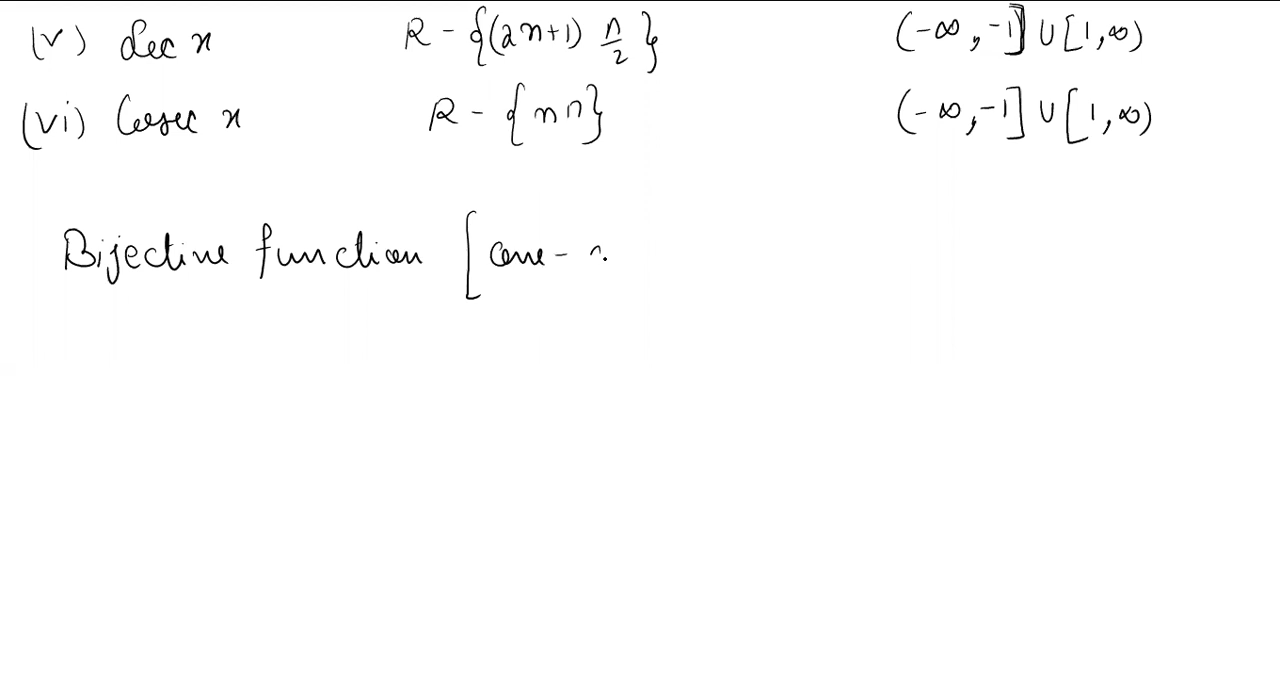 (v) Sec x R - {(2n+1) π/2} (-∞, -1] ∪ [1, ∞)
(vi) Cosec x R - {nπ} (-∞, -1] ∪ [1, ∞)
Bijective function [one -